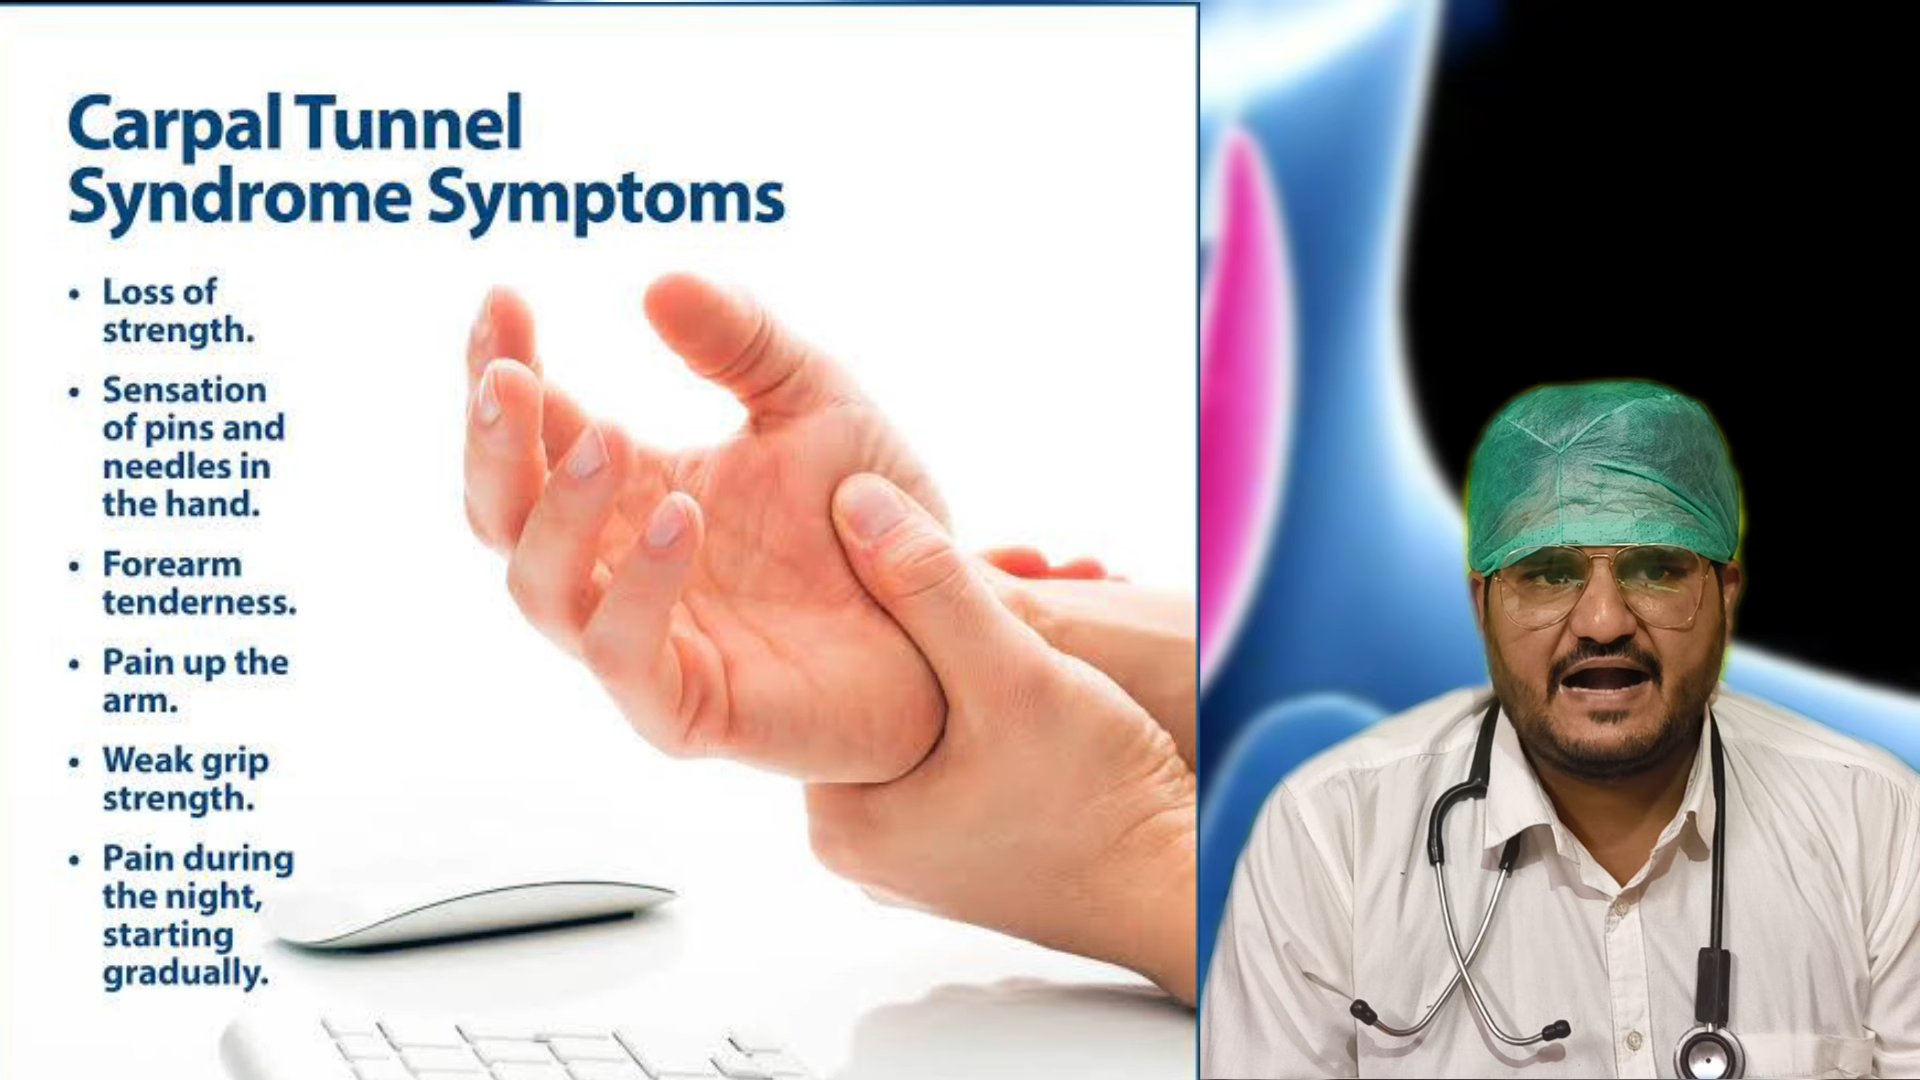 Carpal Tunnel
Syndrome Symptoms
• Loss of
strength.
• Sensation
of pins and
needles in
the hand.
• Forearm
tenderness.
• Pain up the
arm.
• Weak grip
strength.
• Pain during
the night,
starting
gradually.